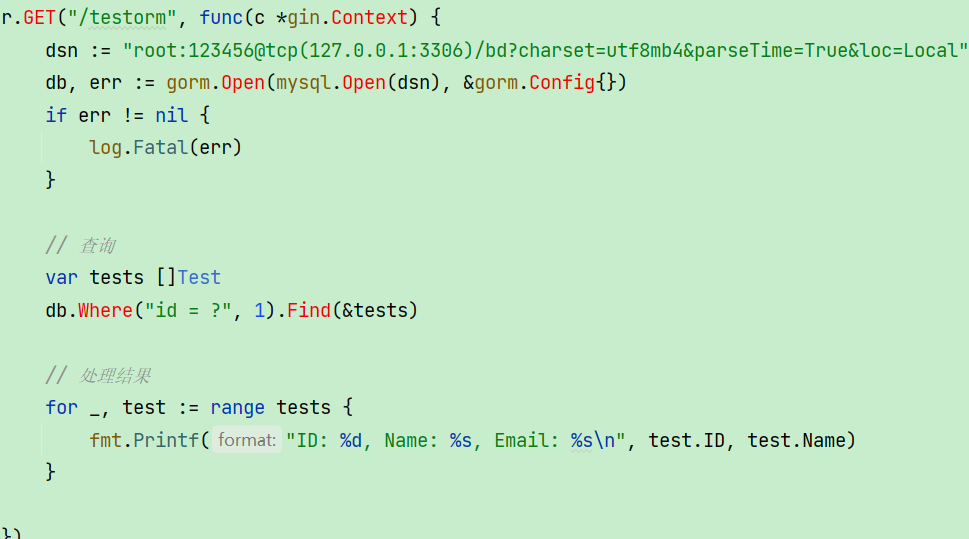 r.GET("/testorm", func(c *gin.Context) {
dsn := "root:123456@tcp(127.0.0.1:3306)/bd?charset=utf8mb4&parseTime=True&loc=Local"
db, err := gorm.Open(mysql.Open(dsn), &gorm.Config{})
if err != nil {
log.Fatal(err)
}
// 查询
var tests []Test
db.Where("id = ?", 1).Find(&tests)
// 处理结果
for _, test := range tests {
fmt.Printf(format: "ID: %d, Name: %s, Email: %s\n", test.ID, test.Name)
}
})